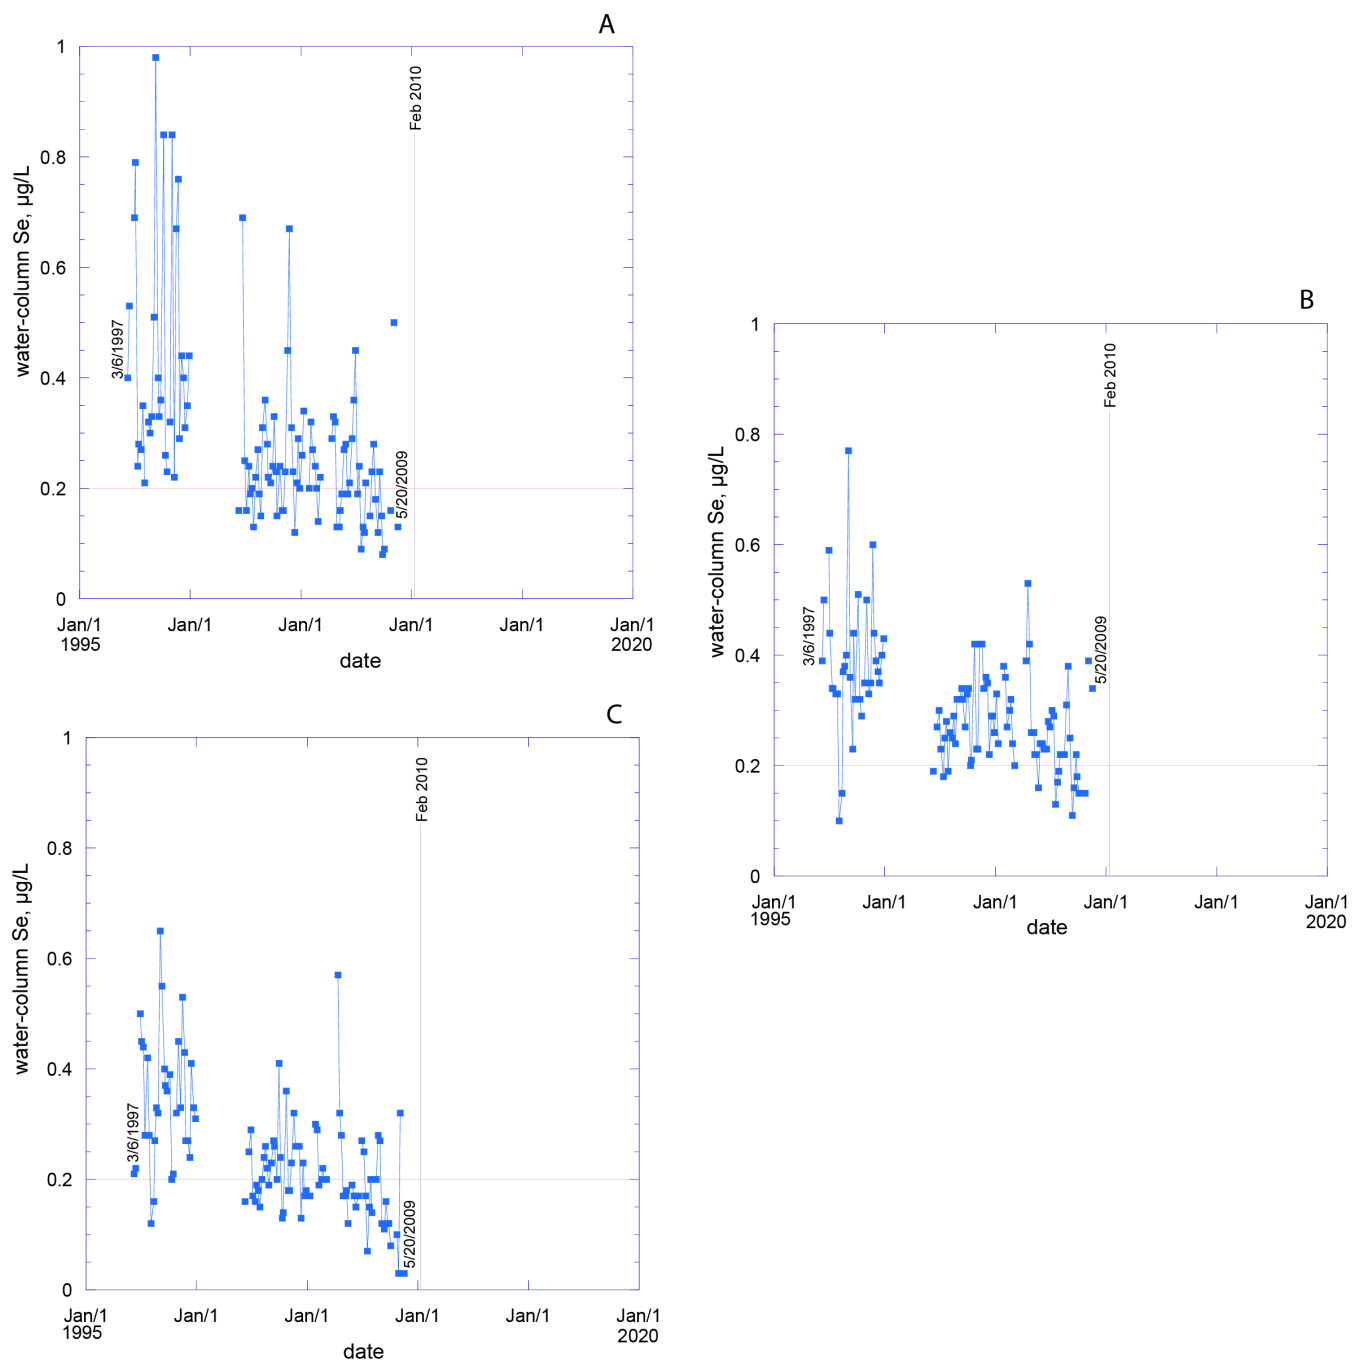 A
1
0.8
0.6
0.4
0.2
0
water-column Se, µg/L
3/6/1997
5/20/2009
Feb 2010
Jan/1 Jan/1 Jan/1 Jan/1 Jan/1 Jan/1
1995 2020
date
B
1
0.8
0.6
0.4
0.2
0
water-column Se, µg/L
3/6/1997
5/20/2009
Feb 2010
Jan/1 Jan/1 Jan/1 Jan/1 Jan/1 Jan/1
1995 2020
date
C
1
0.8
0.6
0.4
0.2
0
water-column Se, µg/L
3/6/1997
5/20/2009
Feb 2010
Jan/1 Jan/1 Jan/1 Jan/1 Jan/1 Jan/1
1995 2020
date